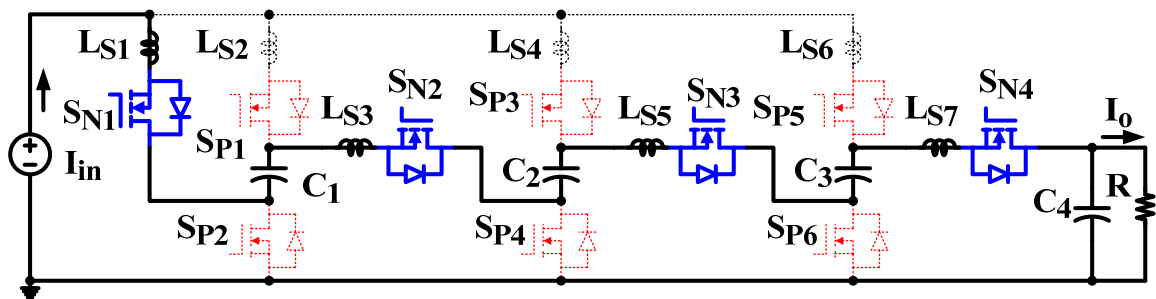 LS1
LS2
LS4
LS6
SN1
SP1
LS3
SN2
SP3
LS5
SN3
SP5
LS7
SN4
Io
Iin
C1
C2
C3
C4
R
SP2
SP4
SP6